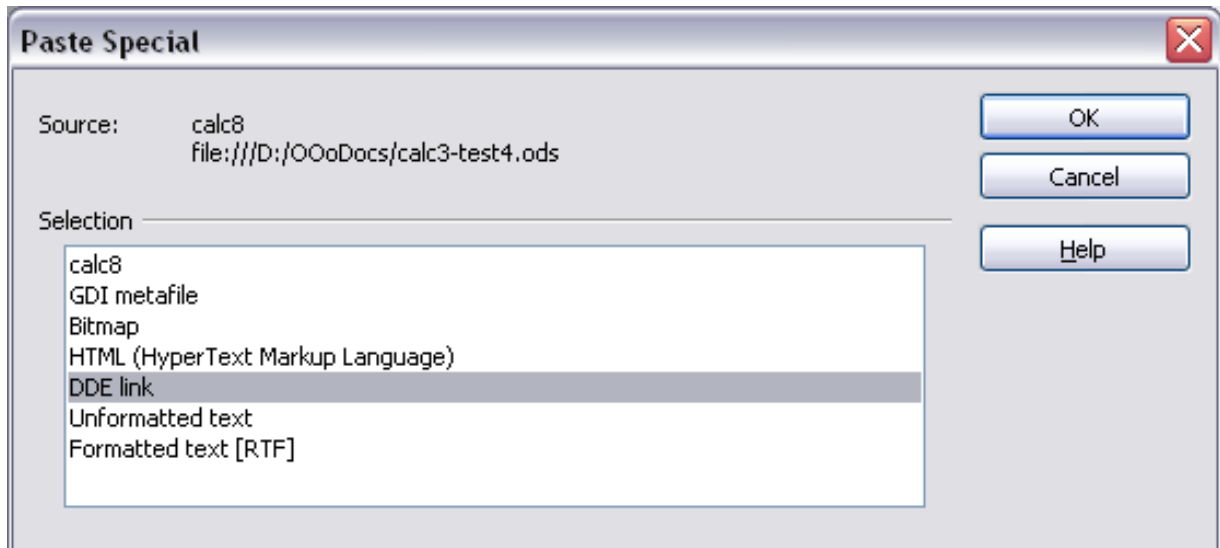 Paste Special
Source: calc8
file:///D:/OOoDocs/calc3-test4.ods
OK
Cancel
Help
Selection
calc8
GDI metafile
Bitmap
HTML (HyperText Markup Language)
DDE link
Unformatted text
Formatted text [RTF]